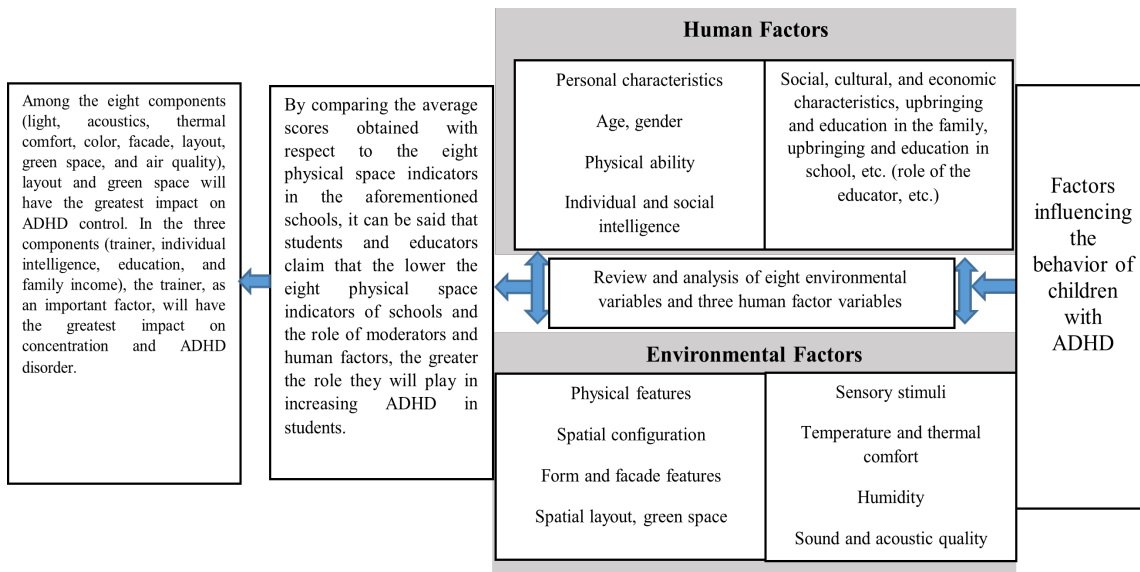 Human Factors
Personal characteristics
Age, gender
Physical ability
Individual and social
intelligence
Social, cultural, and economic
characteristics, upbringing
and education in the family,
upbringing and education in
school, etc. (role of the
educator, etc.)
Among the eight components
(light, acoustics, thermal
comfort, color, facade, layout,
green space, and air quality),
layout and green space will
have the greatest impact on
ADHD control. In the three
components (trainer, individual
intelligence, education, and
family income), the trainer, as
an important factor, will have
the greatest impact on
concentration and ADHD
disorder.
By comparing the average
scores obtained with
respect to the eight
physical space indicators
in the aforementioned
schools, it can be said that
students and educators
claim that the lower the
eight physical space
indicators of schools and
the role of moderators and
human factors, the greater
the role they will play in
increasing ADHD in
students.
Review and analysis of eight environmental
variables and three human factor variables
Factors
influencing
the
behavior of
children
with
ADHD
Environmental Factors
Physical features
Spatial configuration
Form and facade features
Spatial layout, green space
Sensory stimuli
Temperature and thermal
comfort
Humidity
Sound and acoustic quality